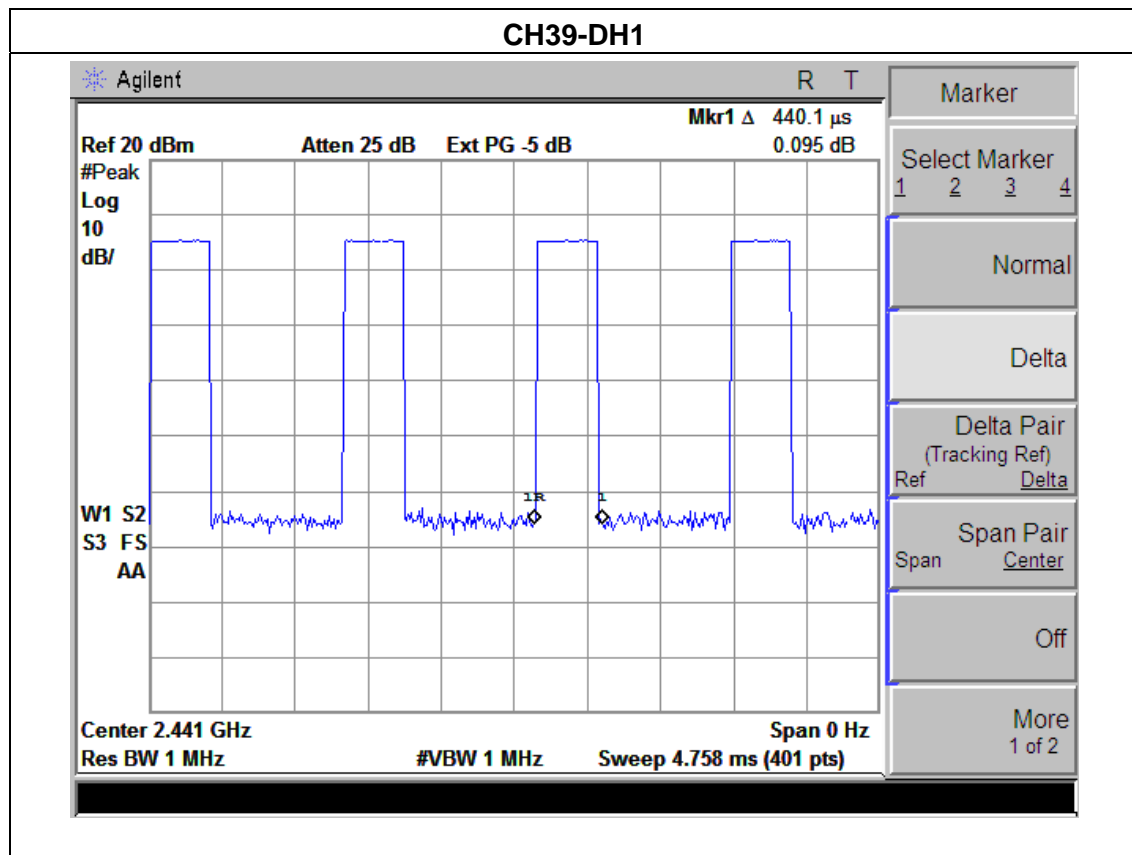 CH39-DH1
Agilent
R T
Mkr1 Δ 440.1 μs
Ref 20 dBm Atten 25 dB Ext PG -5 dB 0.095 dB
#Peak
Log
10
dB/
1R 1
W1 S2
S3 FS
AA
Center 2.441 GHz Span 0 Hz
Res BW 1 MHz #VBW 1 MHz Sweep 4.758 ms (401 pts)
Marker
Select Marker
1 2 3 4
Normal
Delta
Delta Pair
(Tracking Ref)
Ref Delta
Span Pair
Span Center
Off
More
1 of 2